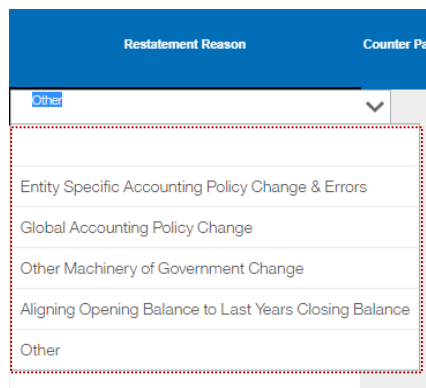 Restatement Reason Counter Pa
Other
Entity Specific Accounting Policy Change & Errors
Global Accounting Policy Change
Other Machinery of Government Change
Aligning Opening Balance to Last Years Closing Balance
Other